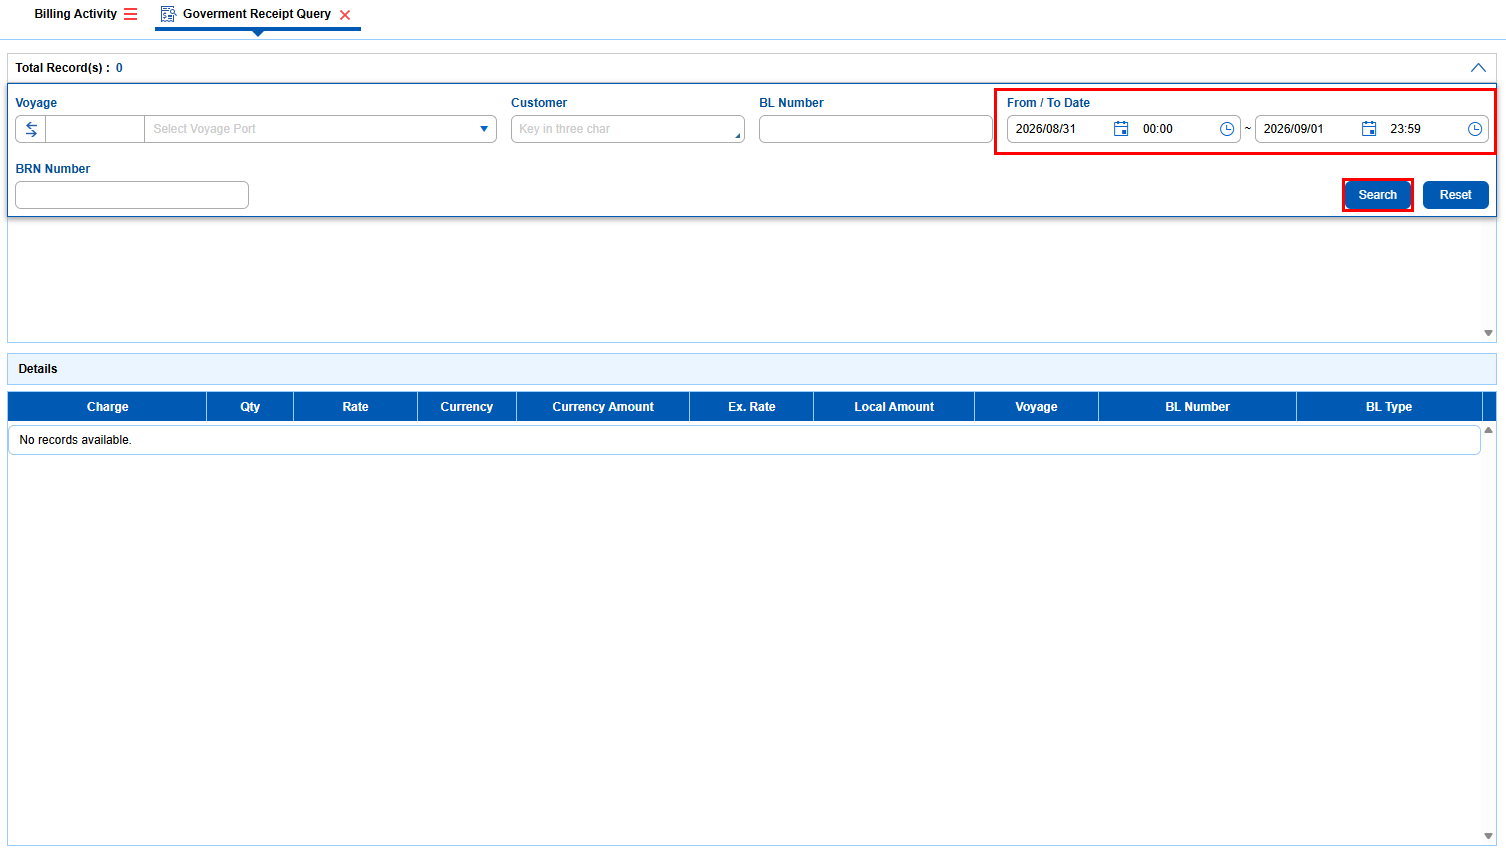 Billing Activity
Goverment Receipt Query
Total Record(s) : 0
Voyage
Customer
BL Number
From / To Date
Select Voyage Port
Key in three char
2026/08/31 00:00 ~ 2026/09/01 23:59
BRN Number
Search
Reset
Details
Charge Qty Rate Currency Currency Amount Ex. Rate Local Amount Voyage BL Number BL Type
No records available.